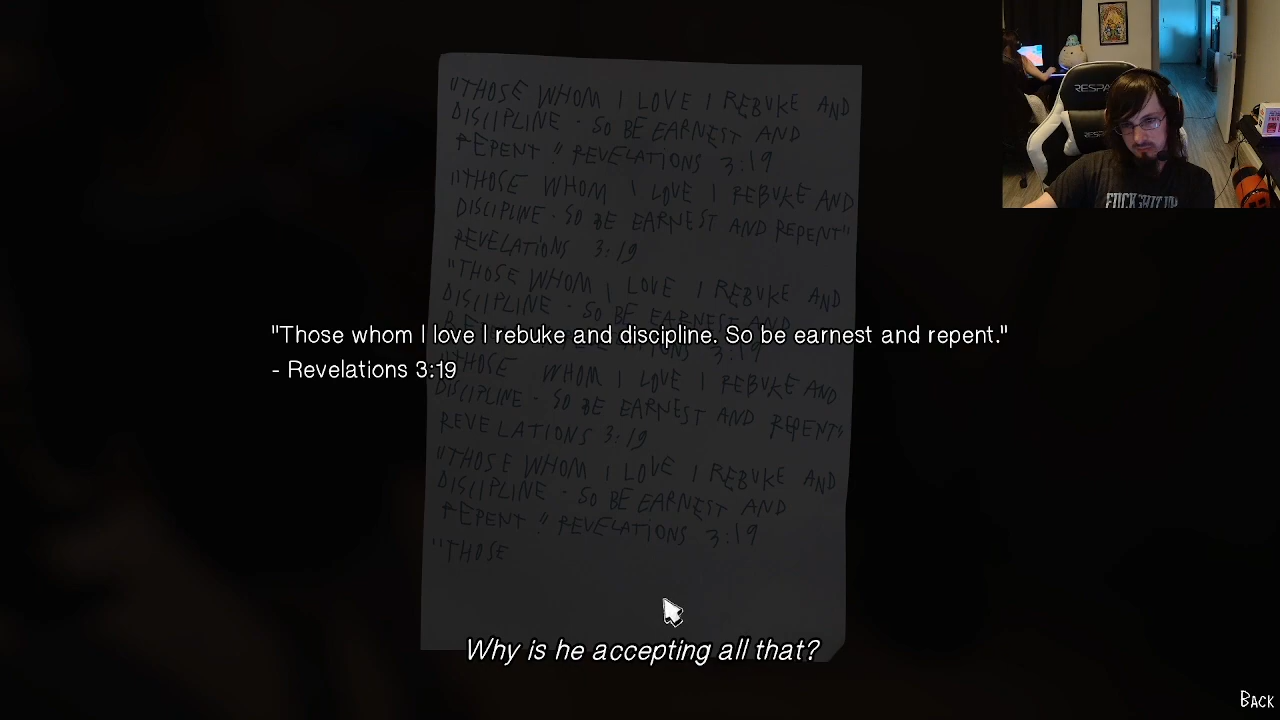 "THOSE WHOM I LOVE I REBUKE AND
DISCIPLINE. SO BE EARNEST AND
REPENT." REVELATIONS 3:19
"THOSE WHOM I LOVE I REBUKE AND
DISCIPLINE. SO BE EARNEST AND REPENT"
REVELATIONS 3:19
"THOSE WHOM I LOVE I REBUKE AND
DISCIPLINE. SO BE EARNEST AND
3:19
"Those whom I love I rebuke and discipline. So be earnest and repent."
- Revelations 3:19
"THOSE WHOM I LOVE I REBUKE AND
DISCIPLINE. SO BE EARNEST AND REPENT"
REVELATIONS 3:19
"THOSE WHOM I LOVE I REBUKE AND
DISCIPLINE. SO BE EARNEST AND
REPENT." REVELATIONS 3:19
"THOSE
Why is he accepting all that?
BACK